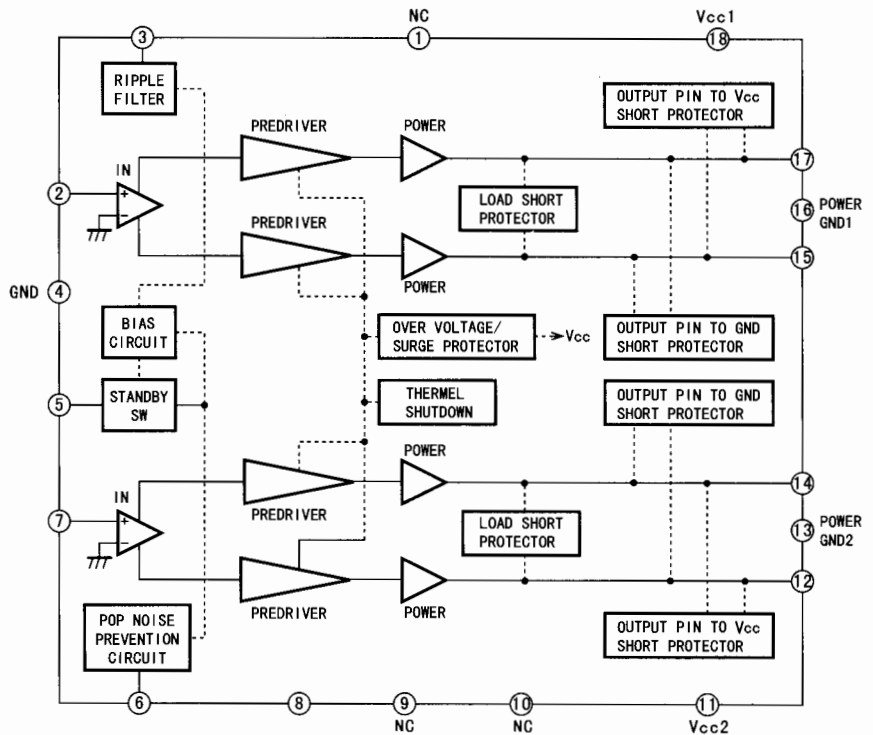 NC
Vcc1
3
1
18
RIPPLE
FILTER
OUTPUT PIN TO Vcc
SHORT PROTECTOR
PREDRIVER
POWER
17
IN
2
+
-
LOAD SHORT
PROTECTOR
16
POWER
GND1
PREDRIVER
15
POWER
GND
4
BIAS
CIRCUIT
OVER VOLTAGE/
SURGE PROTECTOR
Vcc
OUTPUT PIN TO GND
SHORT PROTECTOR
5
STANDBY
SW
THERMEL
SHUTDOWN
OUTPUT PIN TO GND
SHORT PROTECTOR
POWER
IN
14
7
+
-
PREDRIVER
LOAD SHORT
PROTECTOR
13
POWER
GND2
12
PREDRIVER
POWER
POP NOISE
PREVENTION
CIRCUIT
OUTPUT PIN TO Vcc
SHORT PROTECTOR
6
8
9
10
11
NC
NC
Vcc2